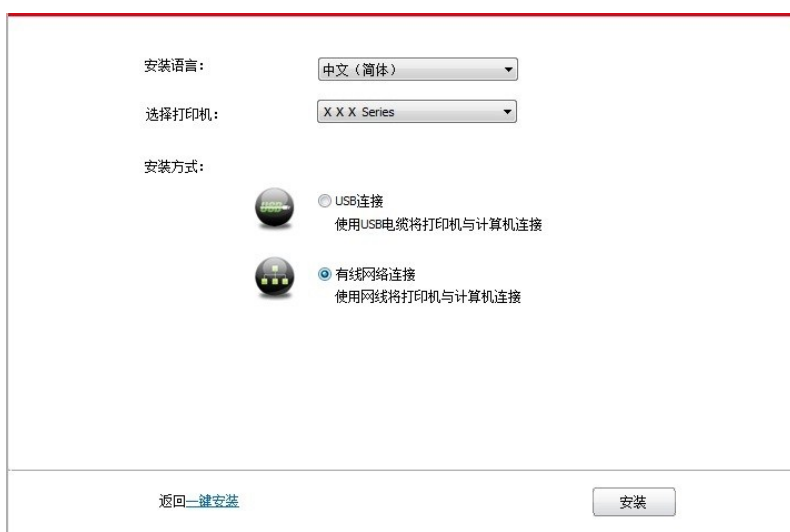 安装语言： 中文（简体）
选择打印机： X X X Series
安装方式：
USB
USB连接
使用USB电缆将打印机与计算机连接
有线网络连接
使用网线将打印机与计算机连接
返回一键安装 安装